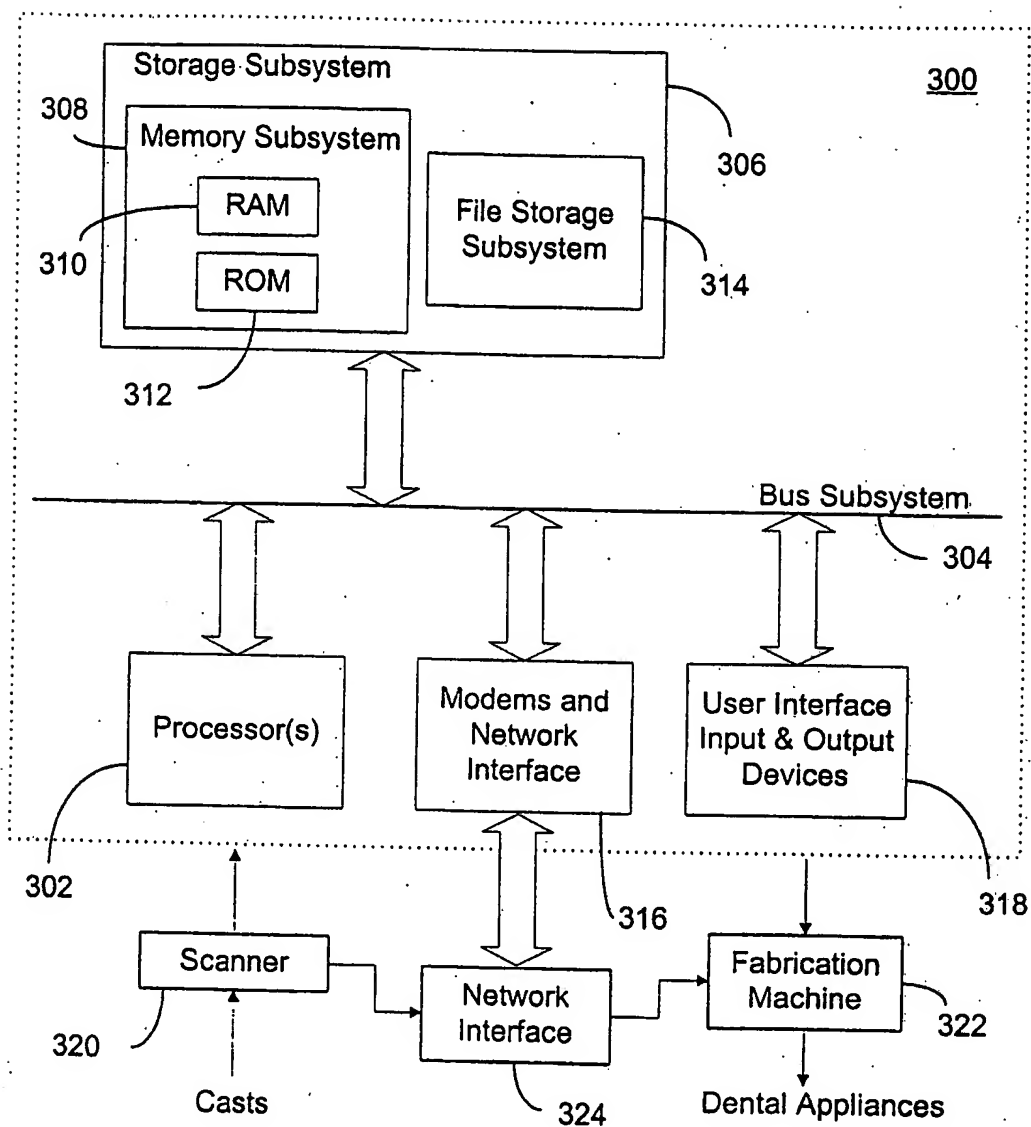 Storage Subsystem
300
308
Memory Subsystem
306
RAM
File Storage
Subsystem
310
ROM
314
312
Bus Subsystem
304
Processor(s)
Modems and
Network
Interface
User Interface
Input & Output
Devices
302
316
318
Scanner
Network
Interface
Fabrication
Machine
320
322
Casts
324
Dental Appliances